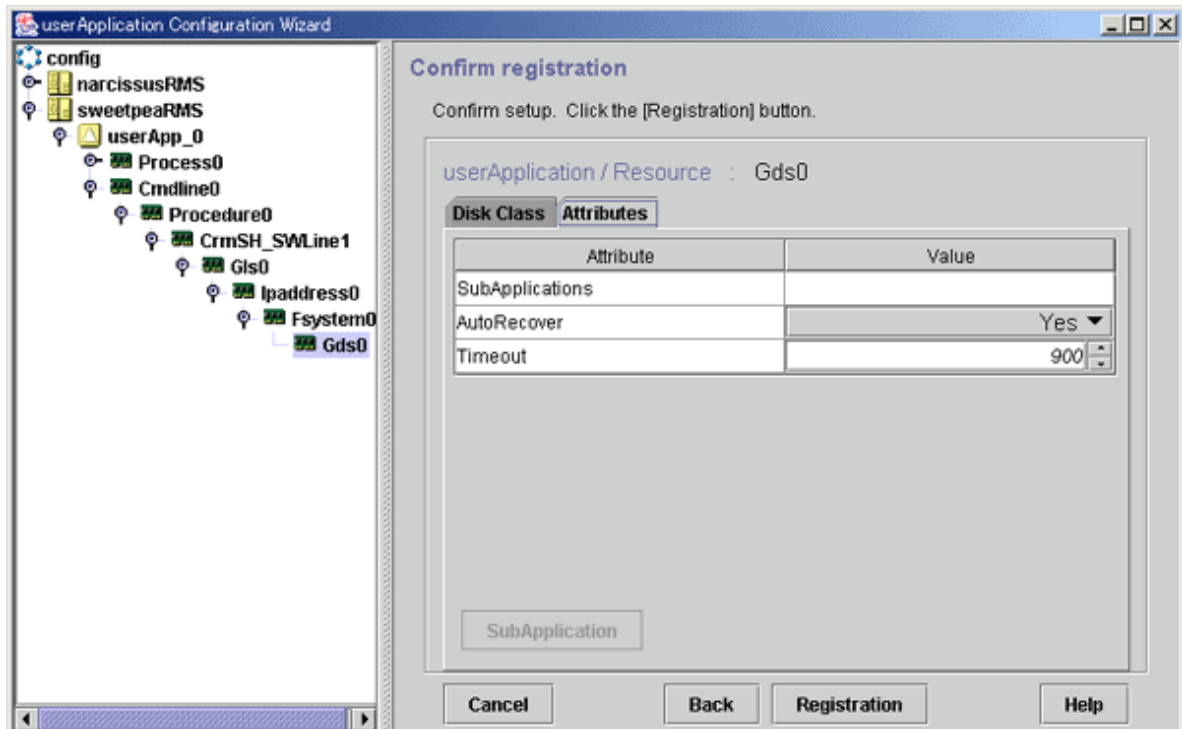 userApplication Configuration Wizard
config
narcissusRMS
sweetpeaRMS
userApp_0
Process0
Cmdline0
Procedure0
CrmSH_SWLine1
Gls0
Ipaddress0
Fsystem0
Gds0
Confirm registration
Confirm setup. Click the [Registration] button.
userApplication / Resource : Gds0
Disk Class Attributes
Attribute Value
SubApplications
AutoRecover Yes
Timeout 900
SubApplication
Cancel Back Registration Help